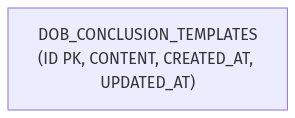 DOB_CONCLUSION_TEMPLATES
(ID PK, CONTENT, CREATED_AT,
UPDATED_AT)